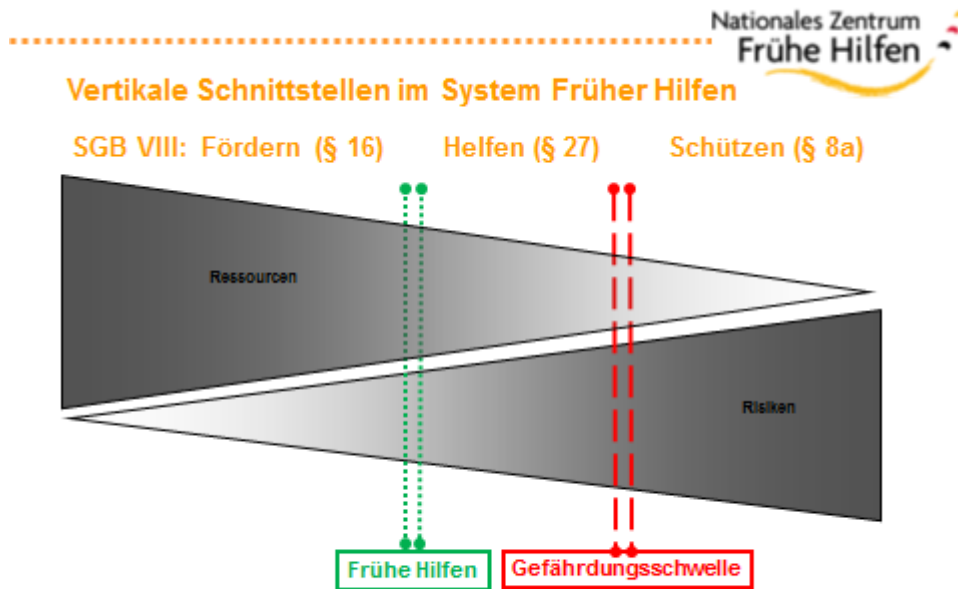 Nationales Zentrum
Frühe Hilfen
Vertikale Schnittstellen im System Früher Hilfen
SGB VIII: Fördern (§ 16) Helfen (§ 27) Schützen (§ 8a)
Ressourcen
Risiken
Frühe Hilfen
Gefährdungsschwelle